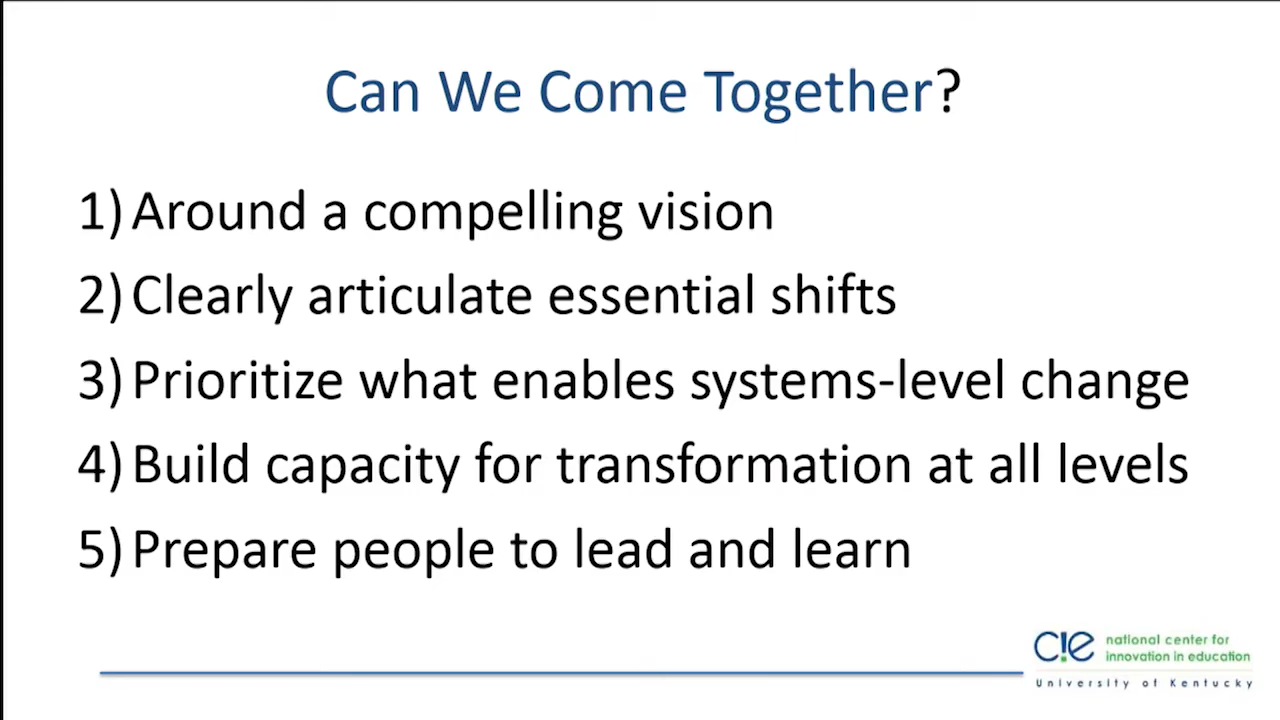 Can We Come Together?
1) Around a compelling vision
2) Clearly articulate essential shifts
3) Prioritize what enables systems-level change
4) Build capacity for transformation at all levels
5) Prepare people to lead and learn
c!e national center for
innovation in education
University of Kentucky